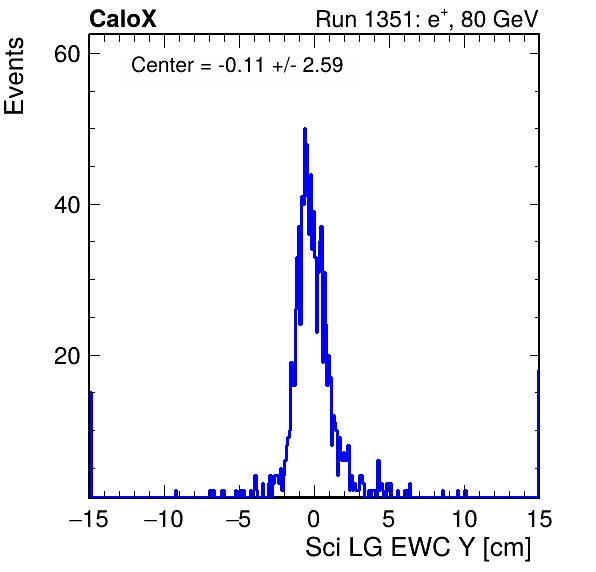 CaloX Run 1351: e⁺, 80 GeV
Events
Center = -0.11 +/- 2.59
60
40
20
−15 −10 −5 0 5 10 15
Sci LG EWC Y [cm]